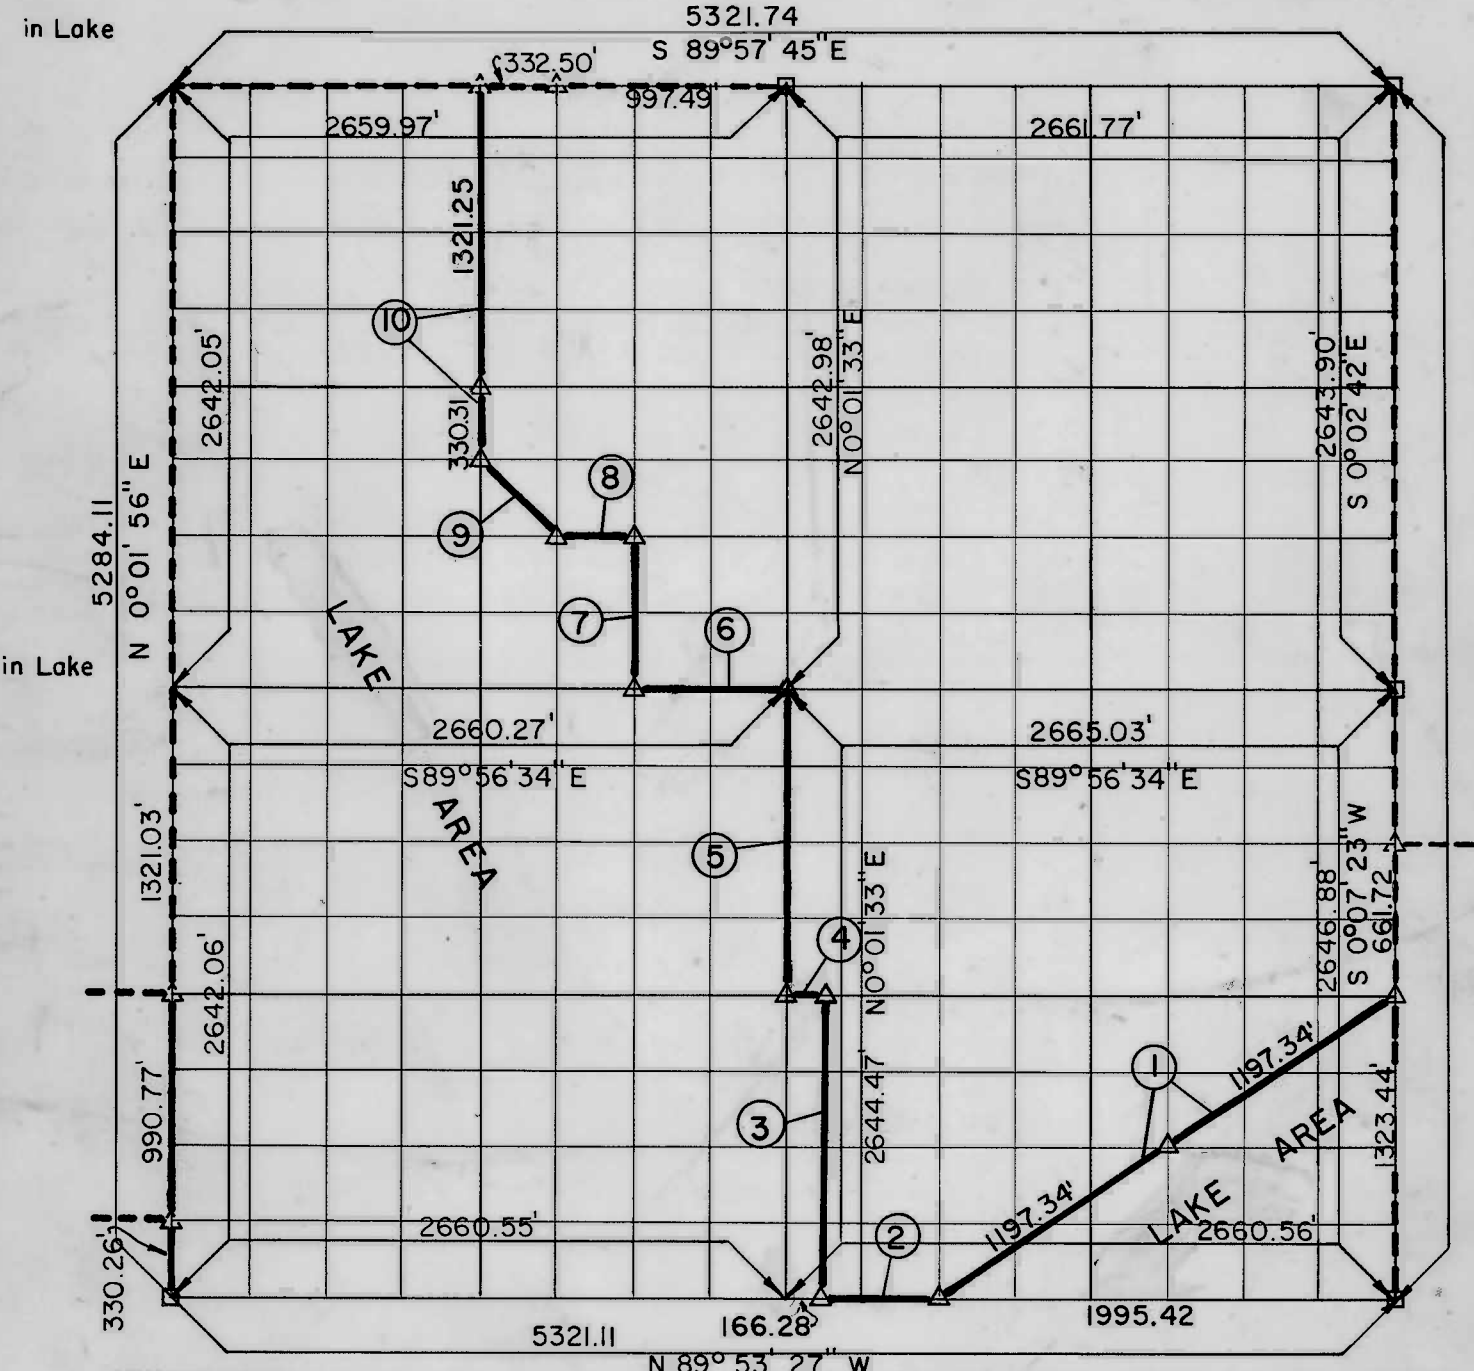 in Lake
5321.74
S 89°57'45"E
332.50'
997.49'
2659.97'
2661.77'
1321.25
10
2642.05'
330.31
2642.98'
N0°01'33"E
2643.90'
S 0°02'42"E
5284.11
N 0°01'56"E
8
9
LAKE
7
6
in Lake
2660.27'
S89°56'34"E
2665.03'
S89°56'34"E
AREA
1321.03'
5
2646.88'
S 0°07'23"W
661.72
4
N0°01'33"E
2642.06'
990.77'
3
2644.47'
1
1197.34'
AREA
1323.44'
1197.34'
LAKE
2660.55'
2
2660.56'
330.26'
166.28'
1995.42
5321.11
N 89°53'27"W